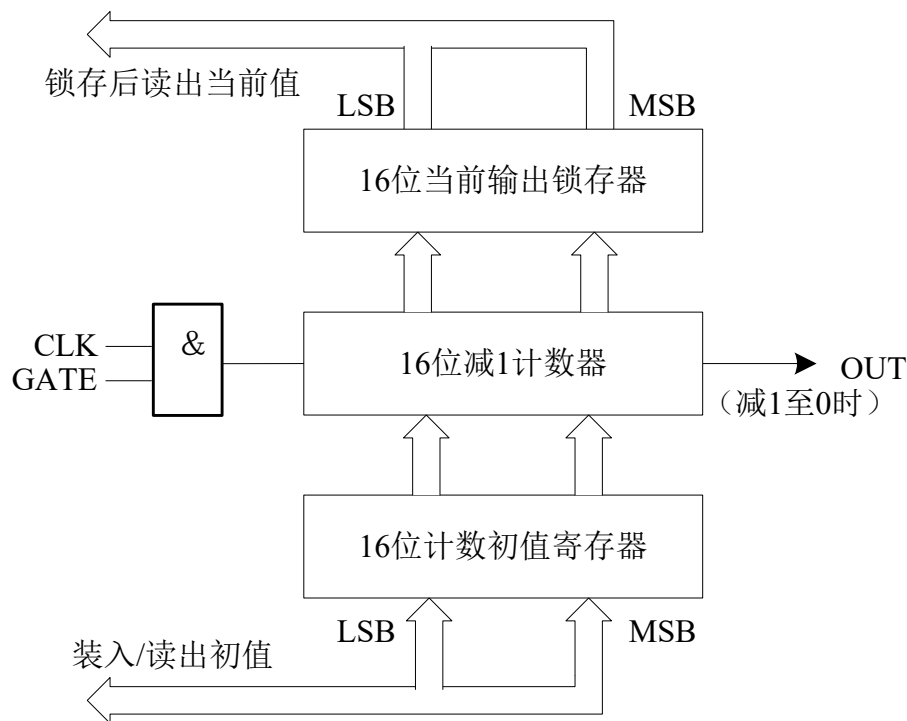 锁存后读出当前值
LSB
MSB
16位当前输出锁存器
CLK
GATE
&
16位减1计数器
OUT
（减1至0时）
16位计数初值寄存器
LSB
MSB
装入/读出初值